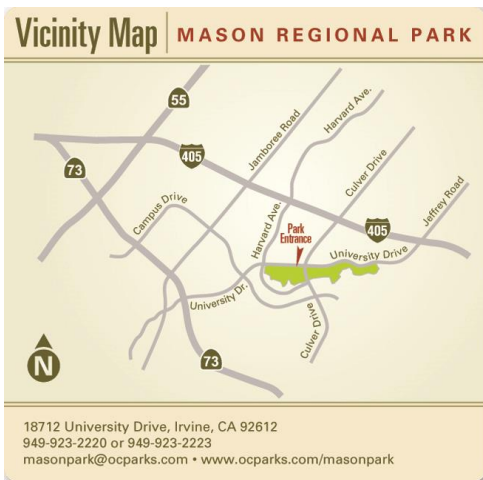 Vicinity Map | MASON REGIONAL PARK
55
73
405
Jamboree Road
Harvard Ave.
Culver Drive
Campus Drive
Harvard Ave.
Park
Entrance
405
Jeffrey Road
University Drive
University Dr.
Culver Drive
73
N
18712 University Drive, Irvine, CA 92612
949-923-2220 or 949-923-2223
masonpark@ocparks.com • www.ocparks.com/masonpark